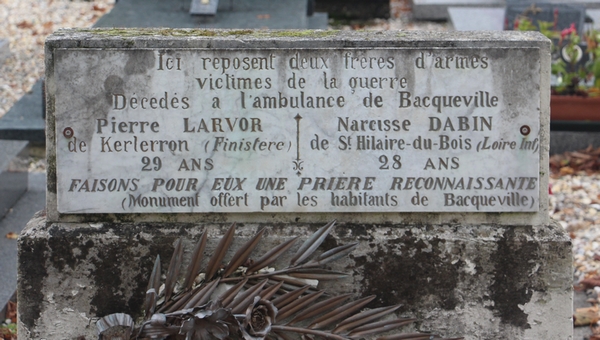 Ici reposent deux frères d'armes
victimes de la guerre
Décedés a l'ambulance de Bacqueville
Pierre LARVOR
de Kerlerron (Finistere)
29 ANS
Narcisse DABIN
de St Hilaire-du-Bois (Loire Inf)
28 ANS
FAISONS POUR EUX UNE PRIERE RECONNAISSANTE
(Monument offert par les habitants de Bacqueville)